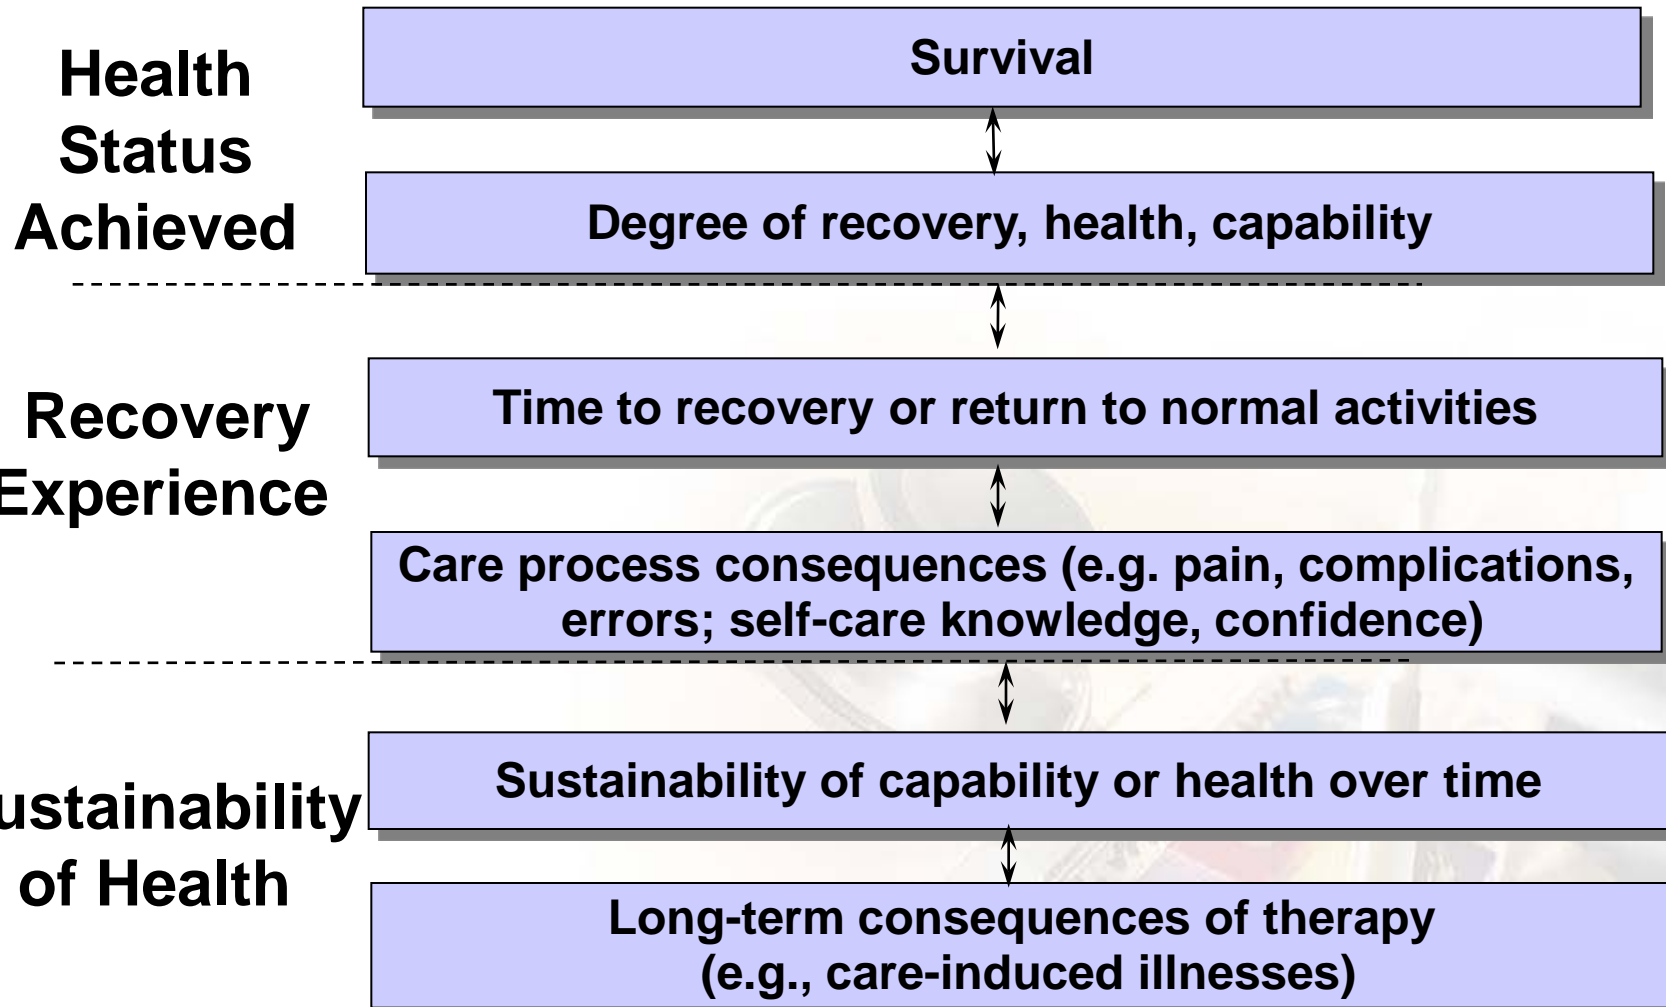 Health
Status
Achieved
Survival
Degree of recovery, health, capability
Recovery
Experience
Time to recovery or return to normal activities
Care process consequences (e.g. pain, complications,
errors; self-care knowledge, confidence)
ustainability
of Health
Sustainability of capability or health over time
Long-term consequences of therapy
(e.g., care-induced illnesses)